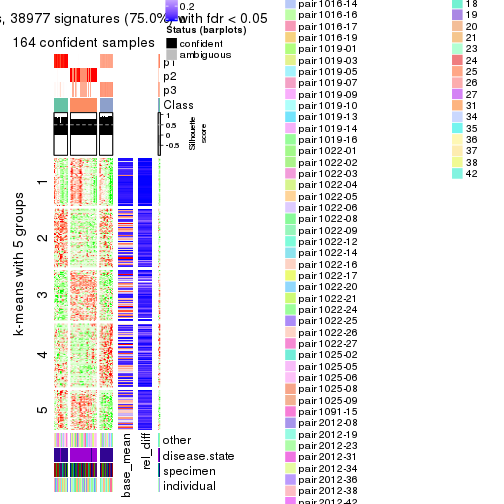 0.2
, 38977 signatures (75.0%) with fdr < 0.05
Status (barplots)
confident
ambiguous
164 confident samples
p1
p2
p3
Class
1
0.5
0
-0.5
Silhouette
score
k-means with 5 groups
1
2
3
4
5
base_mean
rel_diff
other
disease.state
specimen
individual
pair1016-14
pair1016-16
pair1016-17
pair1016-19
pair1019-01
pair1019-03
pair1019-05
pair1019-07
pair1019-09
pair1019-10
pair1019-13
pair1019-14
pair1019-16
pair1022-01
pair1022-02
pair1022-03
pair1022-04
pair1022-05
pair1022-06
pair1022-08
pair1022-09
pair1022-12
pair1022-14
pair1022-16
pair1022-17
pair1022-20
pair1022-21
pair1022-24
pair1022-25
pair1022-26
pair1022-27
pair1025-02
pair1025-05
pair1025-06
pair1025-08
pair1025-09
pair1091-15
pair2012-08
pair2012-19
pair2012-23
pair2012-31
pair2012-34
pair2012-36
pair2012-38
pair2012-42
18
19
20
23
24
25
26
27
31
34
35
36
37
38
42